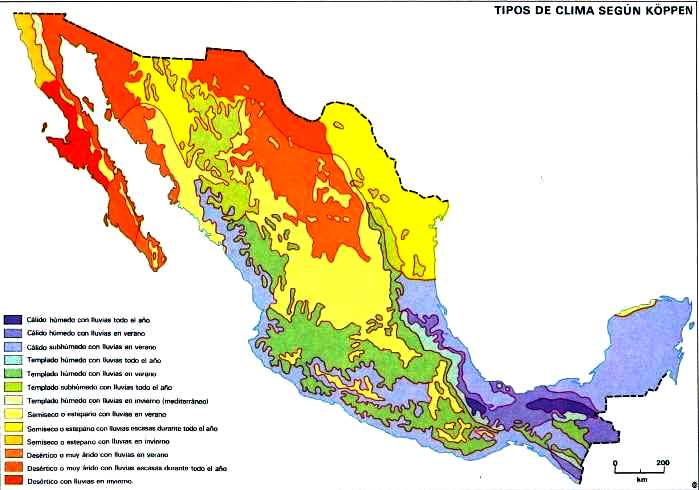 TIPOS DE CLIMA SEGÚN KÖPPEN
Cálido húmedo con lluvias todo el año
Cálido húmedo con lluvias en verano
Cálido subhúmedo con lluvias en verano
Templado húmedo con lluvias todo el año
Templado húmedo con lluvias en verano
Templado subhúmedo con lluvias todo el año
Templado húmedo con lluvias en invierno (mediterráneo)
Semiseco o estepario con lluvias en verano
Semiseco o estepario con lluvias escasas durante todo el año
Semiseco o estepario con lluvias en invierno
Desértico o muy árido con lluvias en verano
Desértico o muy árido con lluvias escasas durante todo el año
Desértico con lluvias en invierno
0 200
km